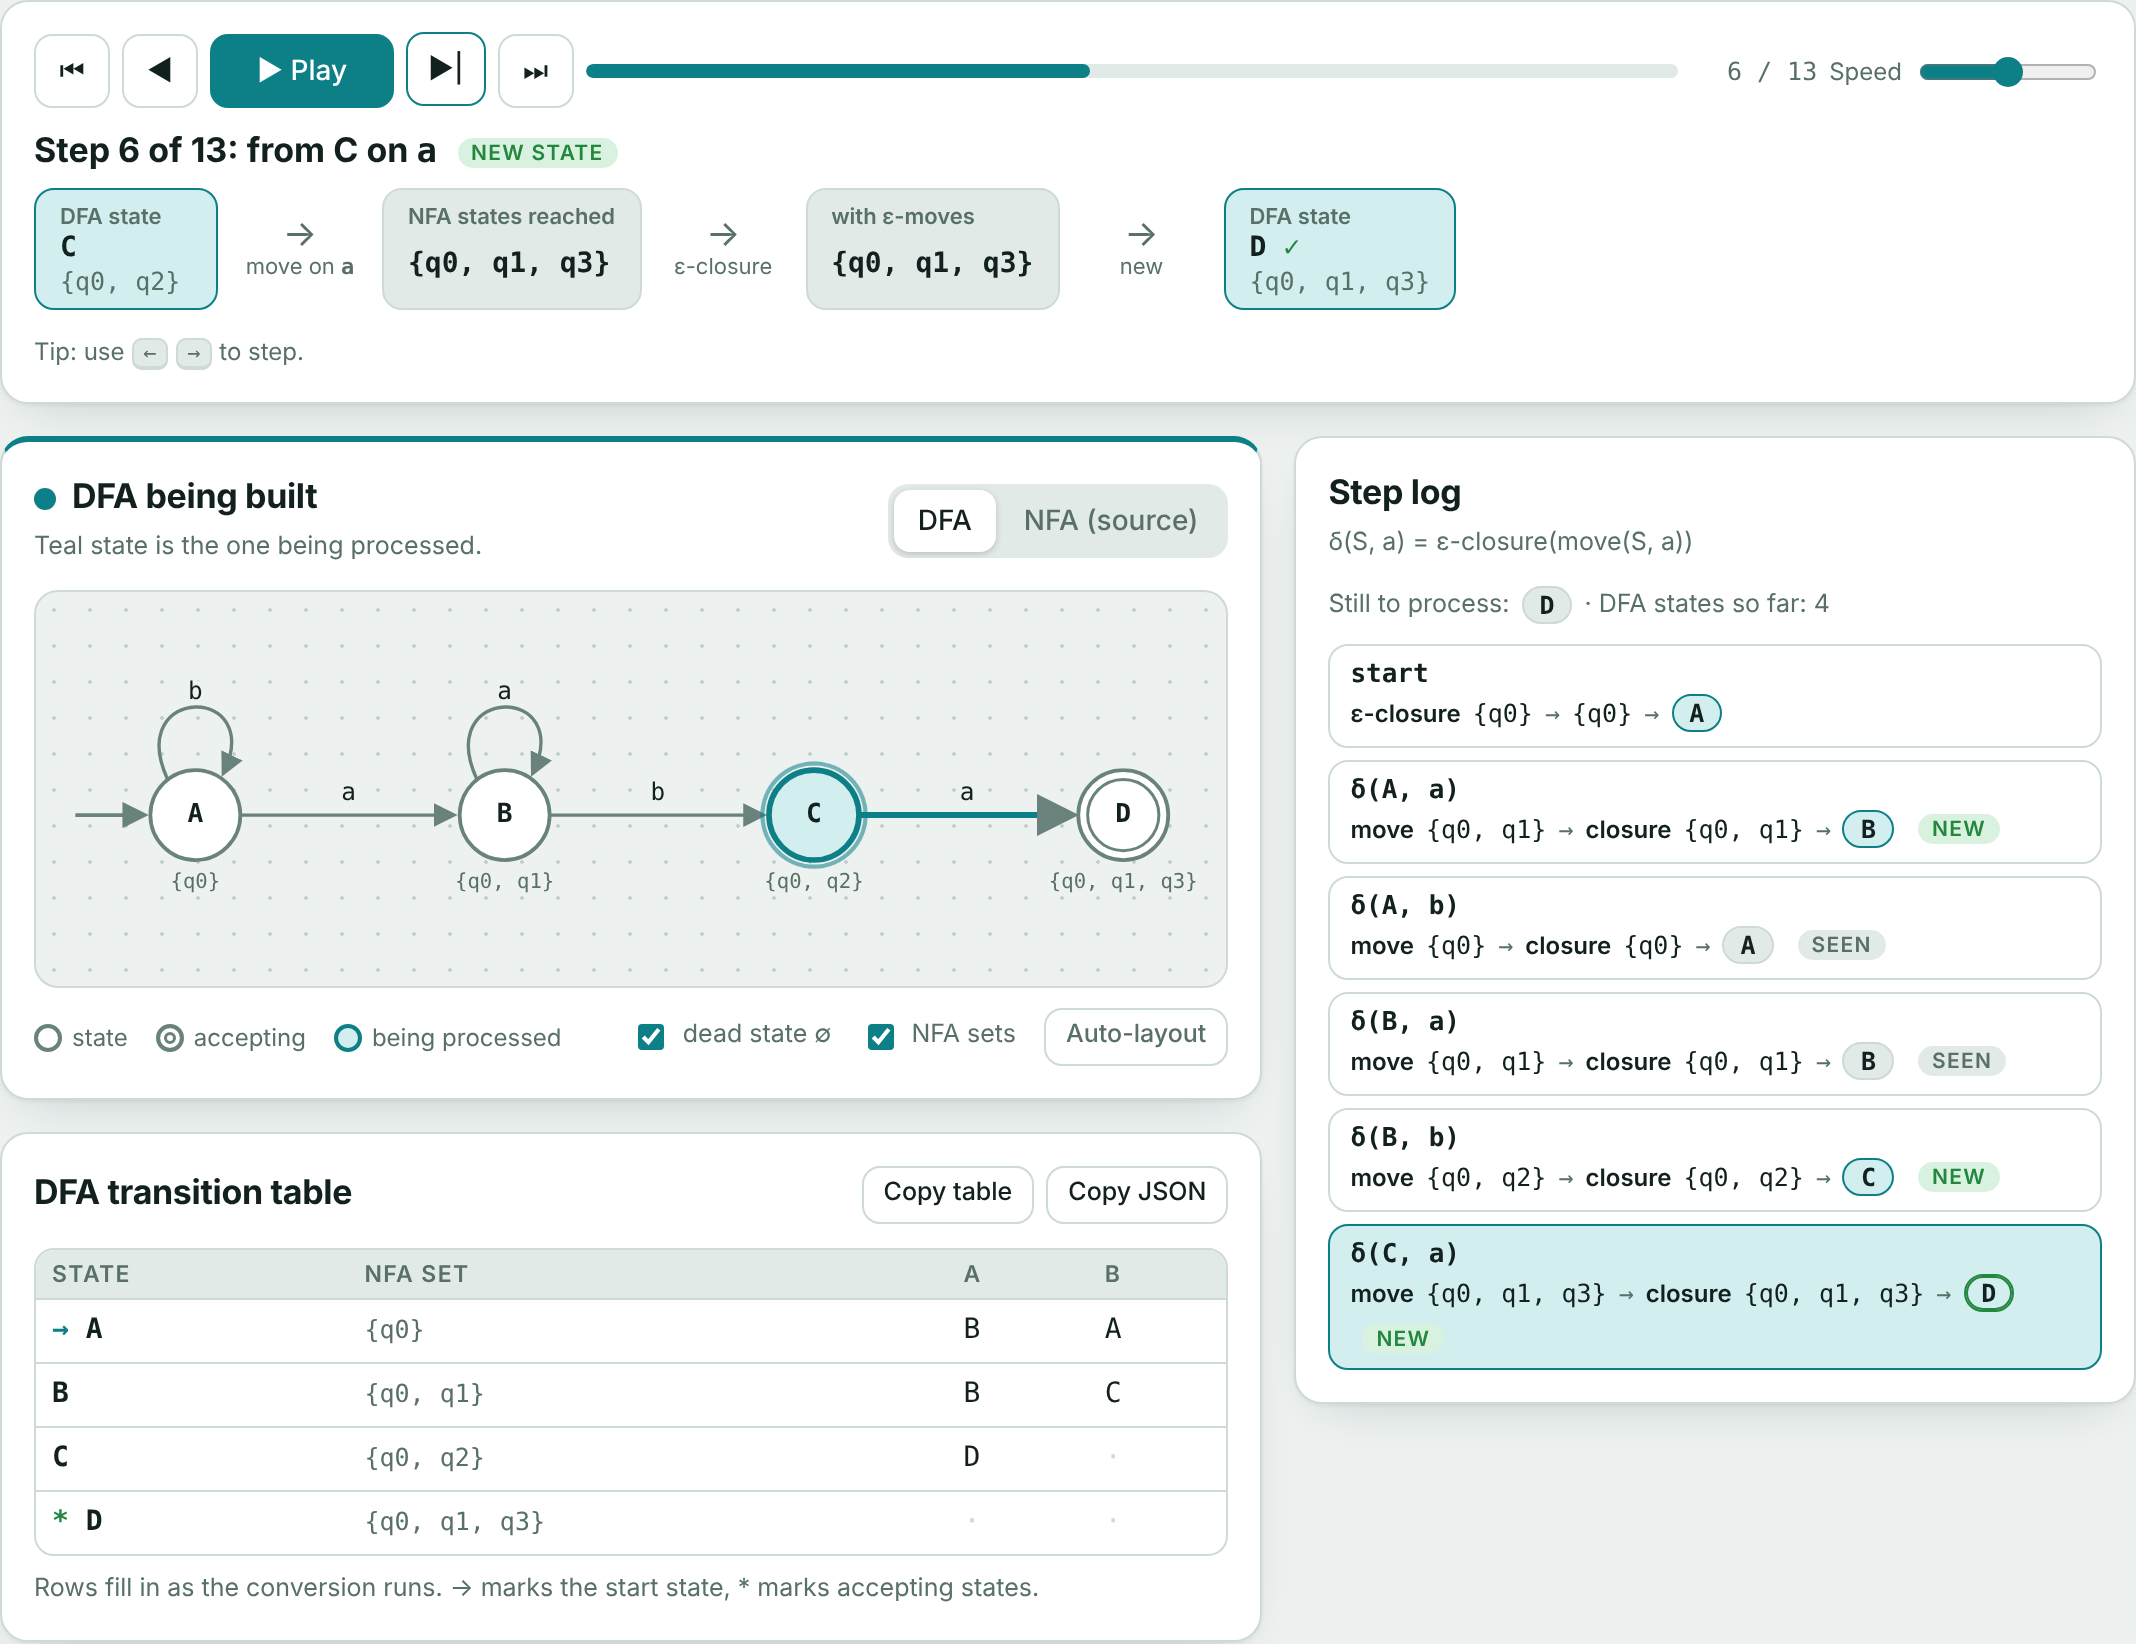 ⏮ ◀ ▶ Play ▶| ⏭ 6 / 13 Speed
Step 6 of 13: from C on a NEW STATE
DFA state
C
{q0, q2}
→
move on a
NFA states reached
{q0, q1, q3}
→
ε-closure
with ε-moves
{q0, q1, q3}
→
new
DFA state
D ✓
{q0, q1, q3}
Tip: use ← → to step.
DFA being built
Teal state is the one being processed.
DFA NFA (source)
b a
A a B b C a D
{q0} {q0, q1} {q0, q2} {q0, q1, q3}
state accepting being processed dead state ∅ NFA sets Auto-layout
DFA transition table
Copy table Copy JSON
STATE NFA SET A B
→ A {q0} B A
B {q0, q1} B C
C {q0, q2} D ·
* D {q0, q1, q3} · ·
Rows fill in as the conversion runs. → marks the start state, * marks accepting states.
Step log
δ(S, a) = ε-closure(move(S, a))
Still to process: D · DFA states so far: 4
start
ε-closure {q0} → {q0} → A
δ(A, a)
move {q0, q1} → closure {q0, q1} → B NEW
δ(A, b)
move {q0} → closure {q0} → A SEEN
δ(B, a)
move {q0, q1} → closure {q0, q1} → B SEEN
δ(B, b)
move {q0, q2} → closure {q0, q2} → C NEW
δ(C, a)
move {q0, q1, q3} → closure {q0, q1, q3} → D
NEW